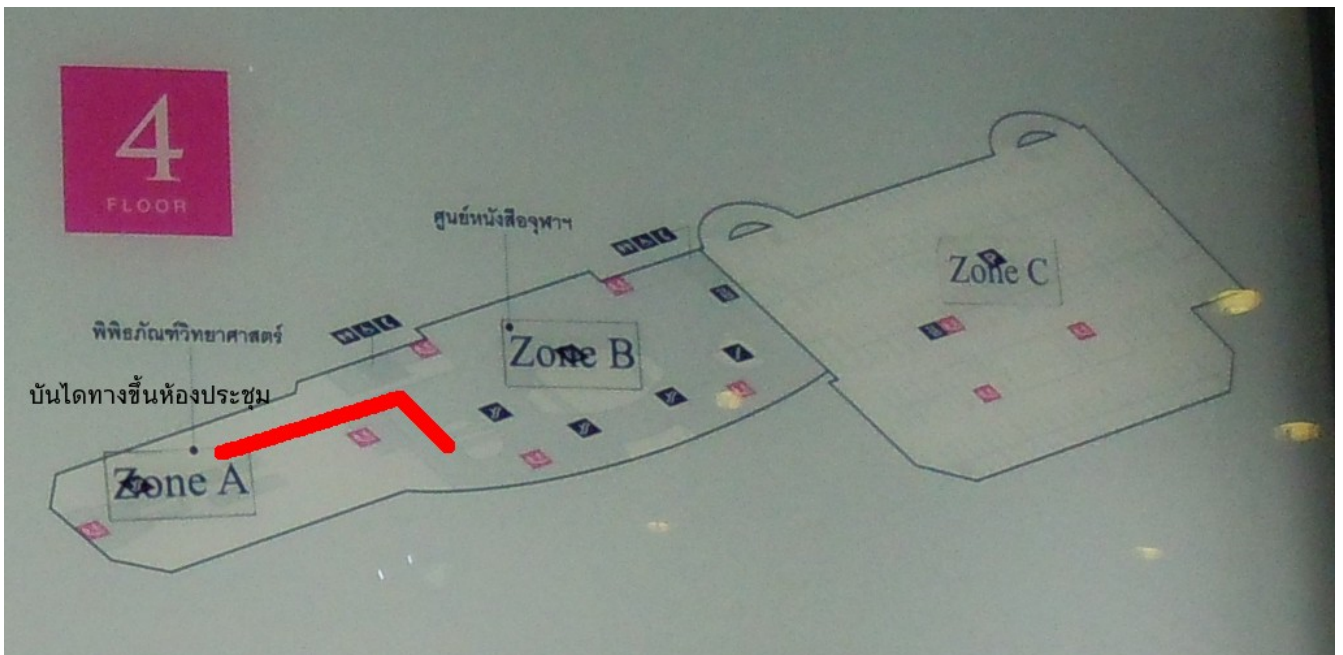 4
FLOOR
ศูนย์หนังสือจุฬาฯ
Zone C
พิพิธภัณฑ์วิทยาศาสตร์
Zone B
บันไดทางขึ้นห้องประชุม
Zone A